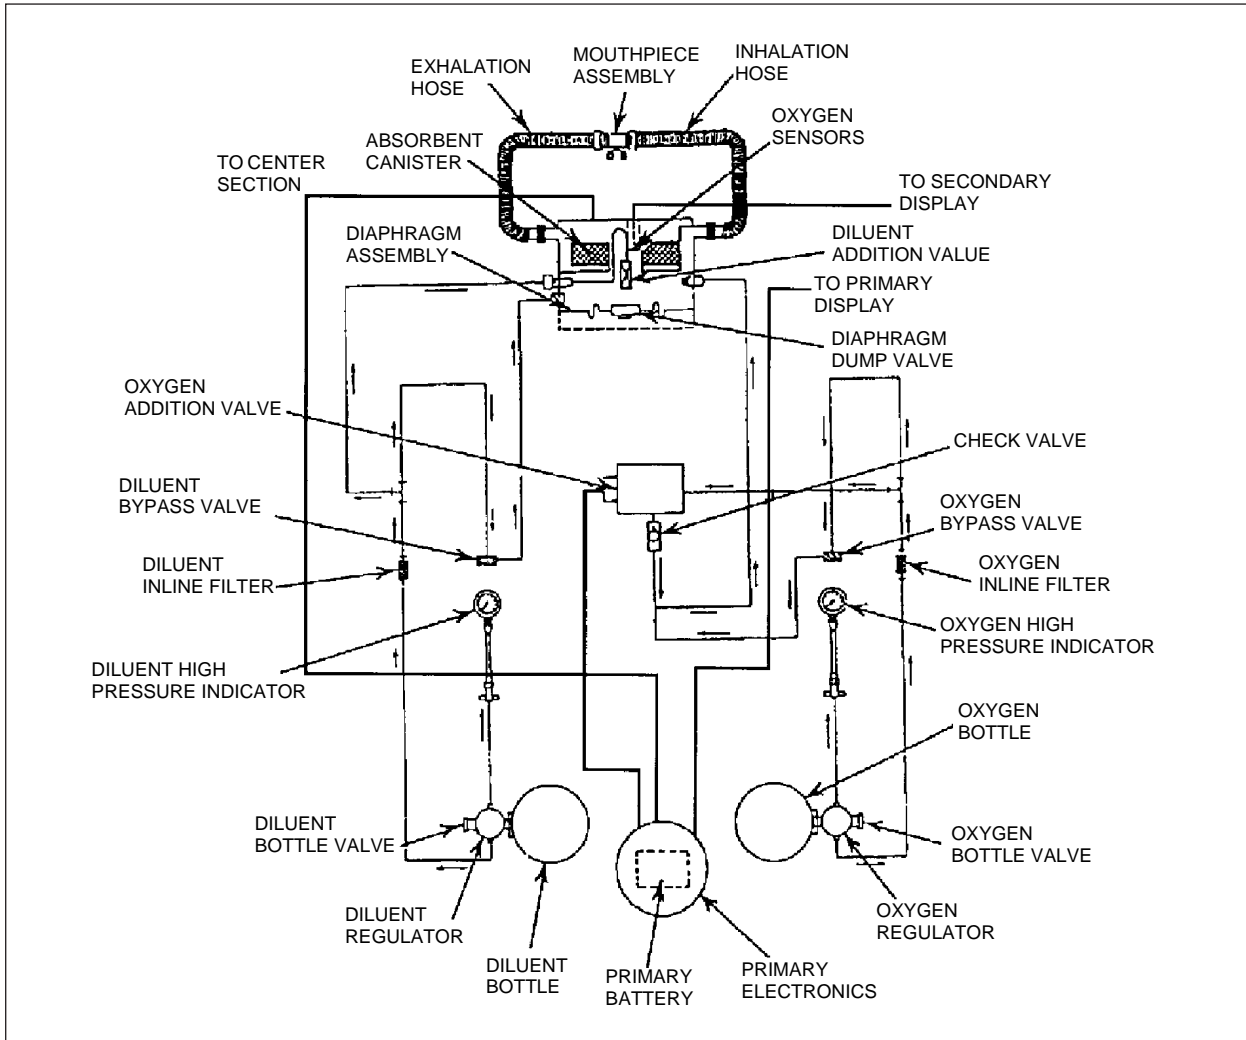 EXHALATION
HOSE
MOUTHPIECE
ASSEMBLY
INHALATION
HOSE
ABSORBENT
CANISTER
OXYGEN
SENSORS
TO CENTER
SECTION
TO SECONDARY
DISPLAY
DIAPHRAGM
ASSEMBLY
DILUENT
ADDITION VALUE
TO PRIMARY
DISPLAY
DIAPHRAGM
DUMP VALVE
OXYGEN
ADDITION VALVE
CHECK VALVE
DILUENT
BYPASS VALVE
OXYGEN
BYPASS VALVE
DILUENT
INLINE FILTER
OXYGEN
INLINE FILTER
OXYGEN HIGH
PRESSURE INDICATOR
DILUENT HIGH
PRESSURE INDICATOR
OXYGEN
BOTTLE
DILUENT
BOTTLE VALVE
OXYGEN
BOTTLE VALVE
DILUENT
REGULATOR
OXYGEN
REGULATOR
DILUENT
BOTTLE
PRIMARY
BATTERY
PRIMARY
ELECTRONICS